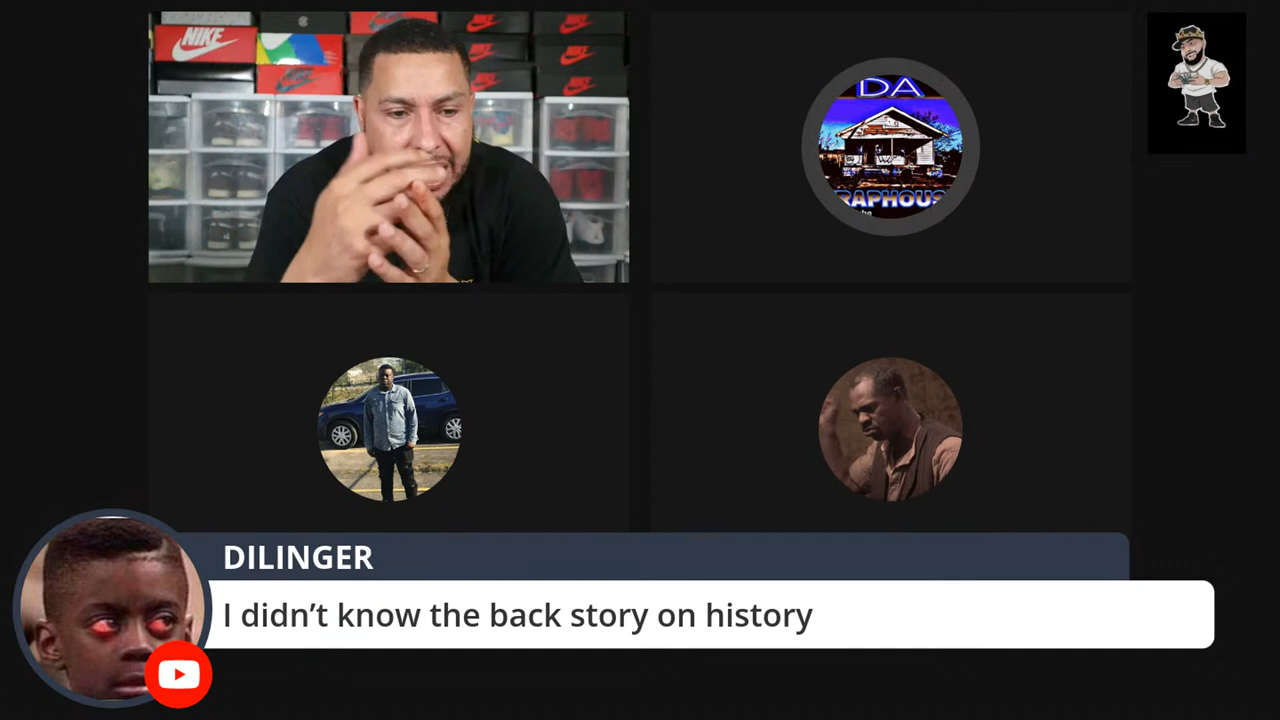 NIKE
DA
RAPHOUS
DILINGER
I didn't know the back story on history